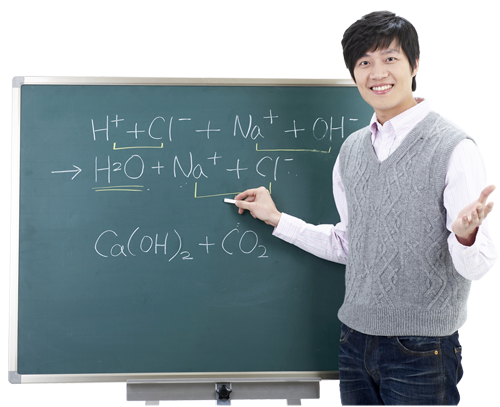 H⁺ + Cl⁻ + Na⁺ + OH⁻
→ H2O + Na⁺ + Cl⁻
Ca(OH)₂ + CO₂